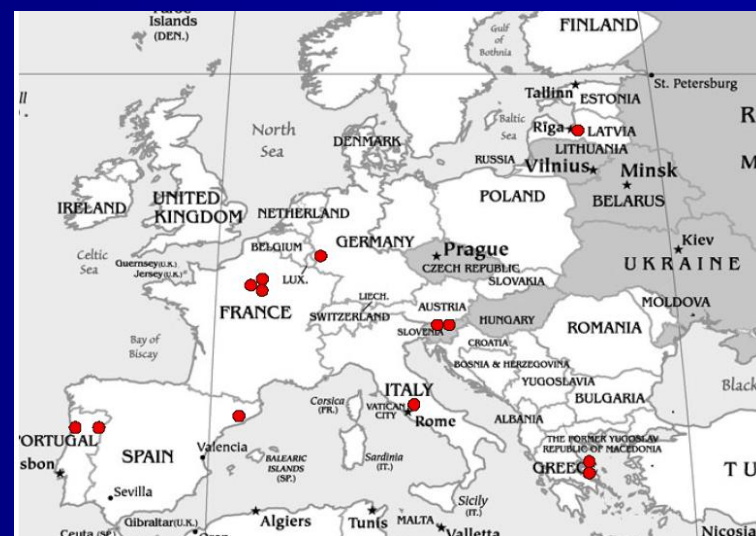 Islands
(DEN.)
FINLAND
Gulf
of
Bothnia
St. Petersburg
Tallinn
ESTONIA
North
Sea
Baltic
Sea
Riga
LATVIA
DENMARK
LITHUANIA
RUSSIA
Vilnius
Minsk
BELARUS
IRELAND
UNITED
KINGDOM
NETHERLAND
POLAND
Celtic
Sea
Guernsey(U.K.)
Jersey(U.K.)
BELGIUM
GERMANY
Prague
CZECH REPUBLIC
Kiev
UKRAINE
LUX.
SLOVAKIA
FRANCE
LIECH.
SWITZERLAND
AUSTRIA
HUNGARY
MOLDOVA
SLOVENIA
ROMANIA
CROATIA
Bay of
Biscay
BOSNIA & HERZEGOVINA
YUGOSLAVIA
BULGARIA
Black
Corsica
(FR.)
ITALY
VATICAN
CITY
Rome
ALBANIA
PORTUGAL
SPAIN
Valencia
THE FORMER YUGOSLAV
REPUBLIC OF MACEDONIA
sbon
BALEARIC
ISLANDS
(SP.)
Sardinia
(IT.)
GREEC
T U
Sevilla
Sicily
(IT.)
Gibraltar(U.K.)
Algiers
Tunis
MALTA
Valletta
Nicosia
Ceuta (SP.)